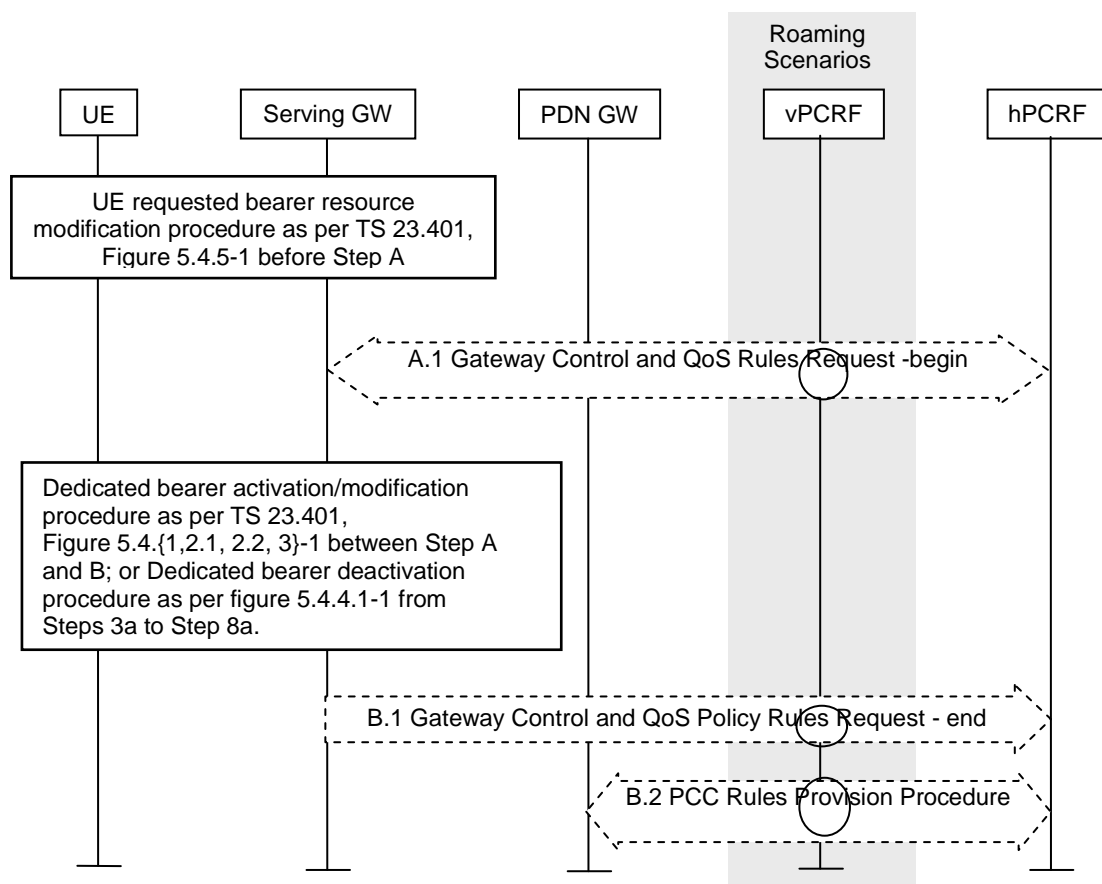 Roaming
Scenarios
UE
Serving GW
PDN GW
vPCRF
hPCRF
UE requested bearer resource
modification procedure as per TS 23.401,
Figure 5.4.5-1 before Step A
A.1 Gateway Control and QoS Rules Request -begin
Dedicated bearer activation/modification
procedure as per TS 23.401,
Figure 5.4.{1,2.1, 2.2, 3}-1 between Step A
and B; or Dedicated bearer deactivation
procedure as per figure 5.4.4.1-1 from
Steps 3a to Step 8a.
B.1 Gateway Control and QoS Policy Rules Request - end
B.2 PCC Rules Provision Procedure